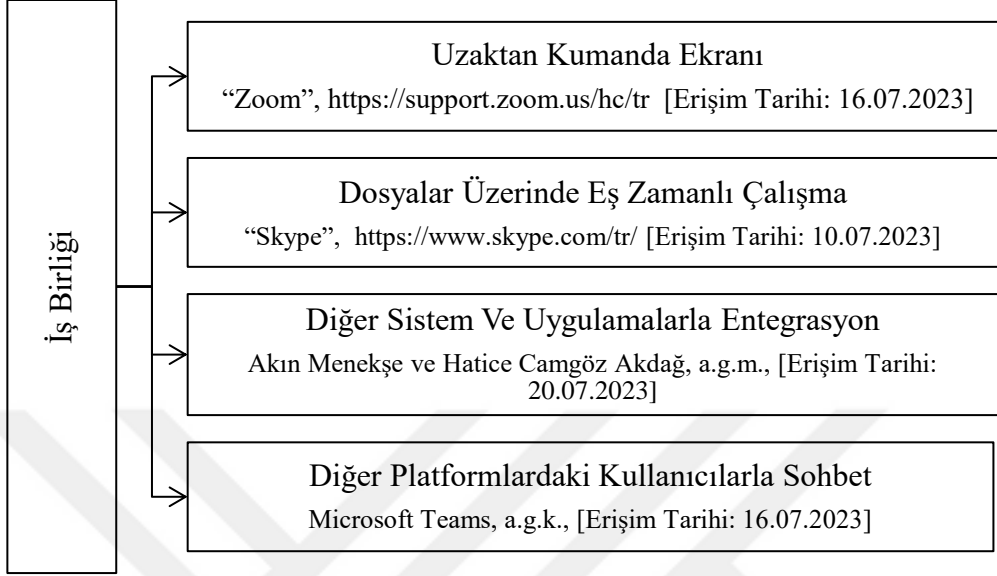 İş Birliği
Uzaktan Kumanda Ekranı
“Zoom”, https://support.zoom.us/hc/tr [Erişim Tarihi: 16.07.2023]
Dosyalar Üzerinde Eş Zamanlı Çalışma
“Skype”, https://www.skype.com/tr/ [Erişim Tarihi: 10.07.2023]
Diğer Sistem Ve Uygulamalarla Entegrasyon
Akın Menekşe ve Hatice Camgöz Akdağ, a.g.m., [Erişim Tarihi:
20.07.2023]
Diğer Platformlardaki Kullanıcılarla Sohbet
Microsoft Teams, a.g.k., [Erişim Tarihi: 16.07.2023]